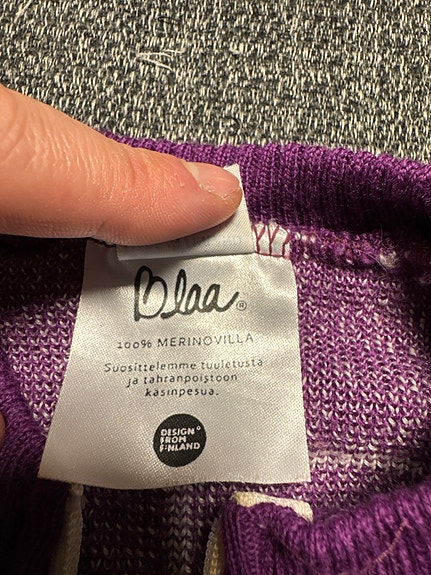 Blaa®
100% MERINOVILLA
Suosittelemme tuuletusta
ja tahranpoistoon
käsinpesua.
DESIGN
FROM
FINLAND